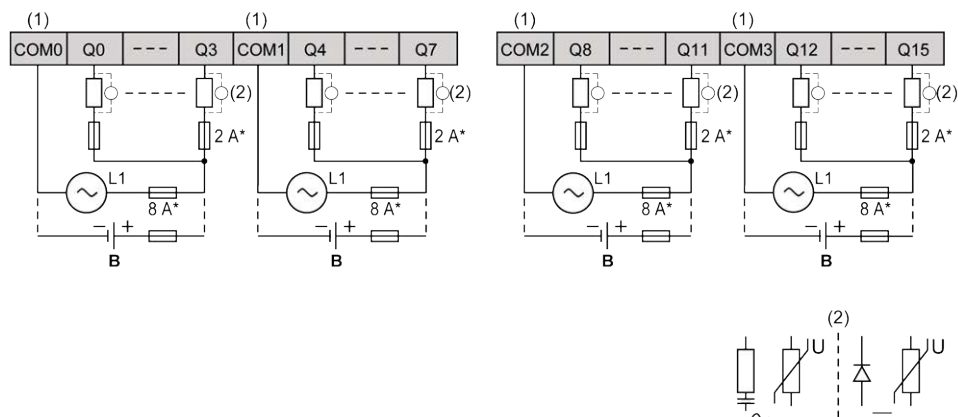 (1) (1) (1) (1)
COM0 Q0 --- Q3 COM1 Q4 --- Q7 COM2 Q8 --- Q11 COM3 Q12 --- Q15
(2) (2) (2) (2)
2 A* 2 A* 2 A* 2 A*
L1 L1 L1 L1
8 A* 8 A* 8 A* 8 A*
− + − + − + − +
B B B B
(2)
U U